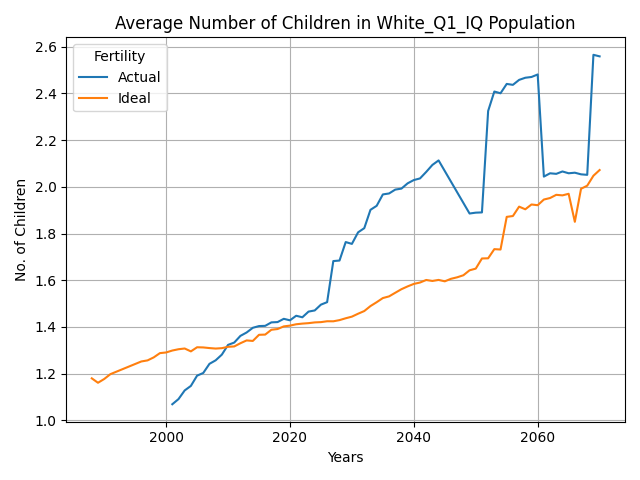 Average Number of Children in White_Q1_IQ Population
Fertility
Actual
Ideal
2.6
2.4
2.2
2.0
1.8
1.6
1.4
1.2
1.0
No. of Children
2000
2020
2040
2060
Years